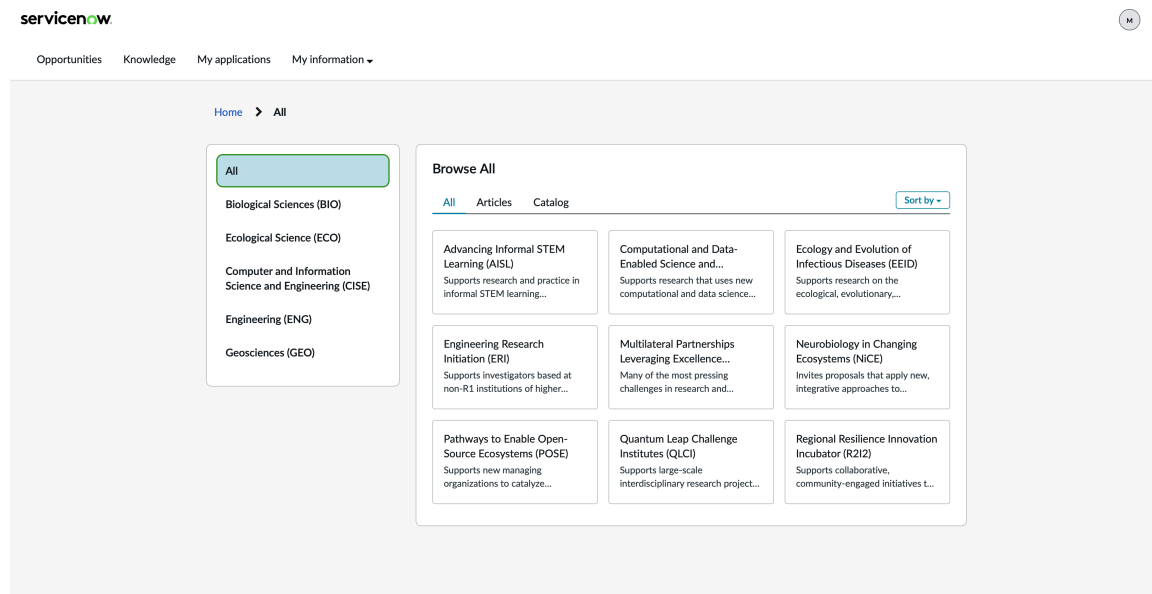 servicenow.
M
Opportunities Knowledge My applications My information
Home All
All
Biological Sciences (BIO)
Ecological Science (ECO)
Computer and Information
Science and Engineering (CISE)
Engineering (ENG)
Geosciences (GEO)
Browse All
All Articles Catalog
Sort by
Advancing Informal STEM
Learning (AISL)
Supports research and practice in
informal STEM learning...
Computational and Data-
Enabled Science and...
Supports research that uses new
computational and data science...
Ecology and Evolution of
Infectious Diseases (EEID)
Supports research on the
ecological, evolutionary,...
Engineering Research
Initiation (ERI)
Supports investigators based at
non-R1 institutions of higher...
Multilateral Partnerships
Leveraging Excellence...
Many of the most pressing
challenges in research and...
Neurobiology in Changing
Ecosystems (NiCE)
Invites proposals that apply new,
integrative approaches to...
Pathways to Enable Open-
Source Ecosystems (POSE)
Supports new managing
organizations to catalyze...
Quantum Leap Challenge
Institutes (QLCI)
Supports large-scale
interdisciplinary research project...
Regional Resilience Innovation
Incubator (R2I2)
Supports collaborative,
community-engaged initiatives t...